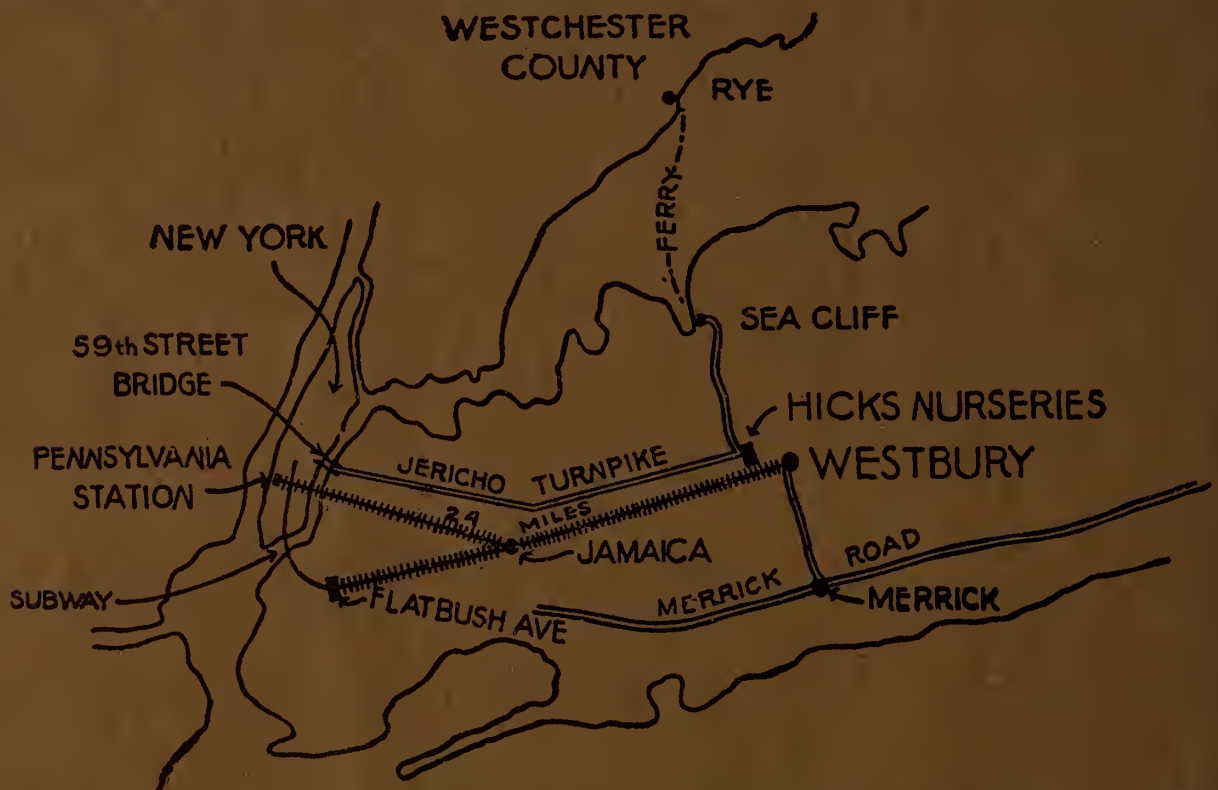 WESTCHESTER
COUNTY
RYE
FERRY
NEW YORK
SEA CLIFF
59th STREET
BRIDGE
HICKS NURSERIES
WESTBURY
PENNSYLVANIA
STATION
JERICHO TURNPIKE
24 MILES
JAMAICA
SUBWAY
FLATBUSH AVE
MERRICK ROAD
MERRICK